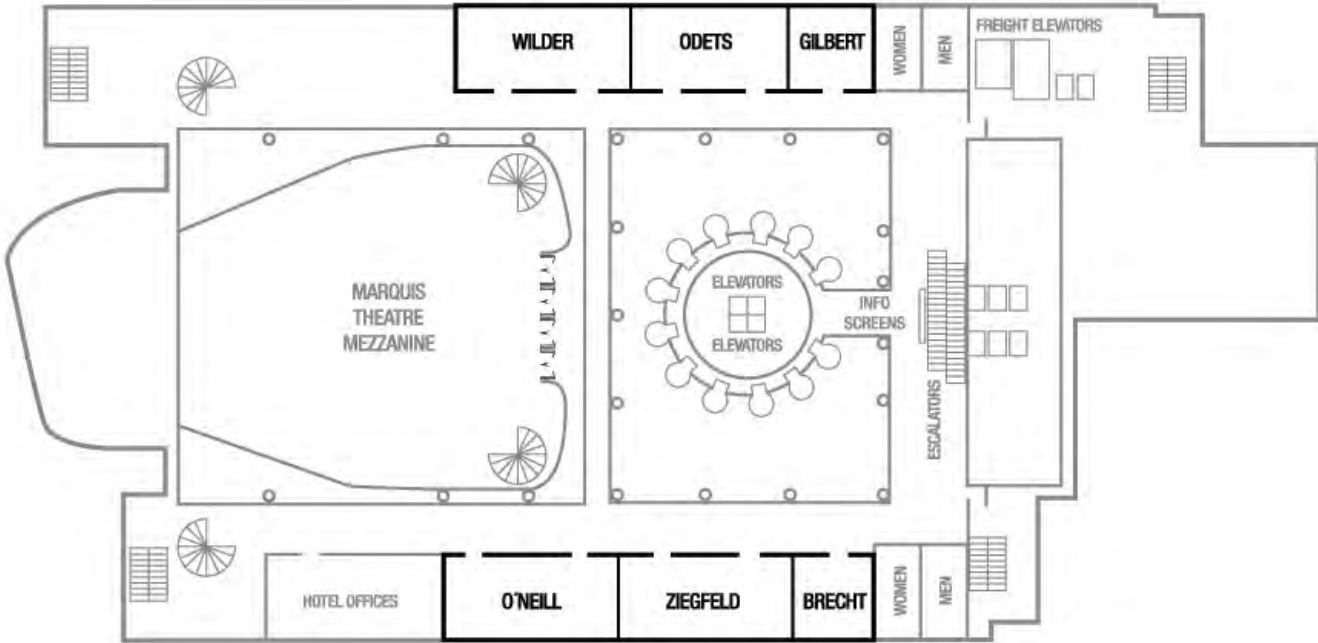 WILDER
ODETS
GILBERT
WOMEN
MEN
FREIGHT ELEVATORS
MARQUIS
THEATRE
MEZZANINE
ELEVATORS
ELEVATORS
INFO
SCREENS
ESCALATORS
HOTEL OFFICES
O'NEILL
ZIEGFELD
BRECHT
WOMEN
MEN